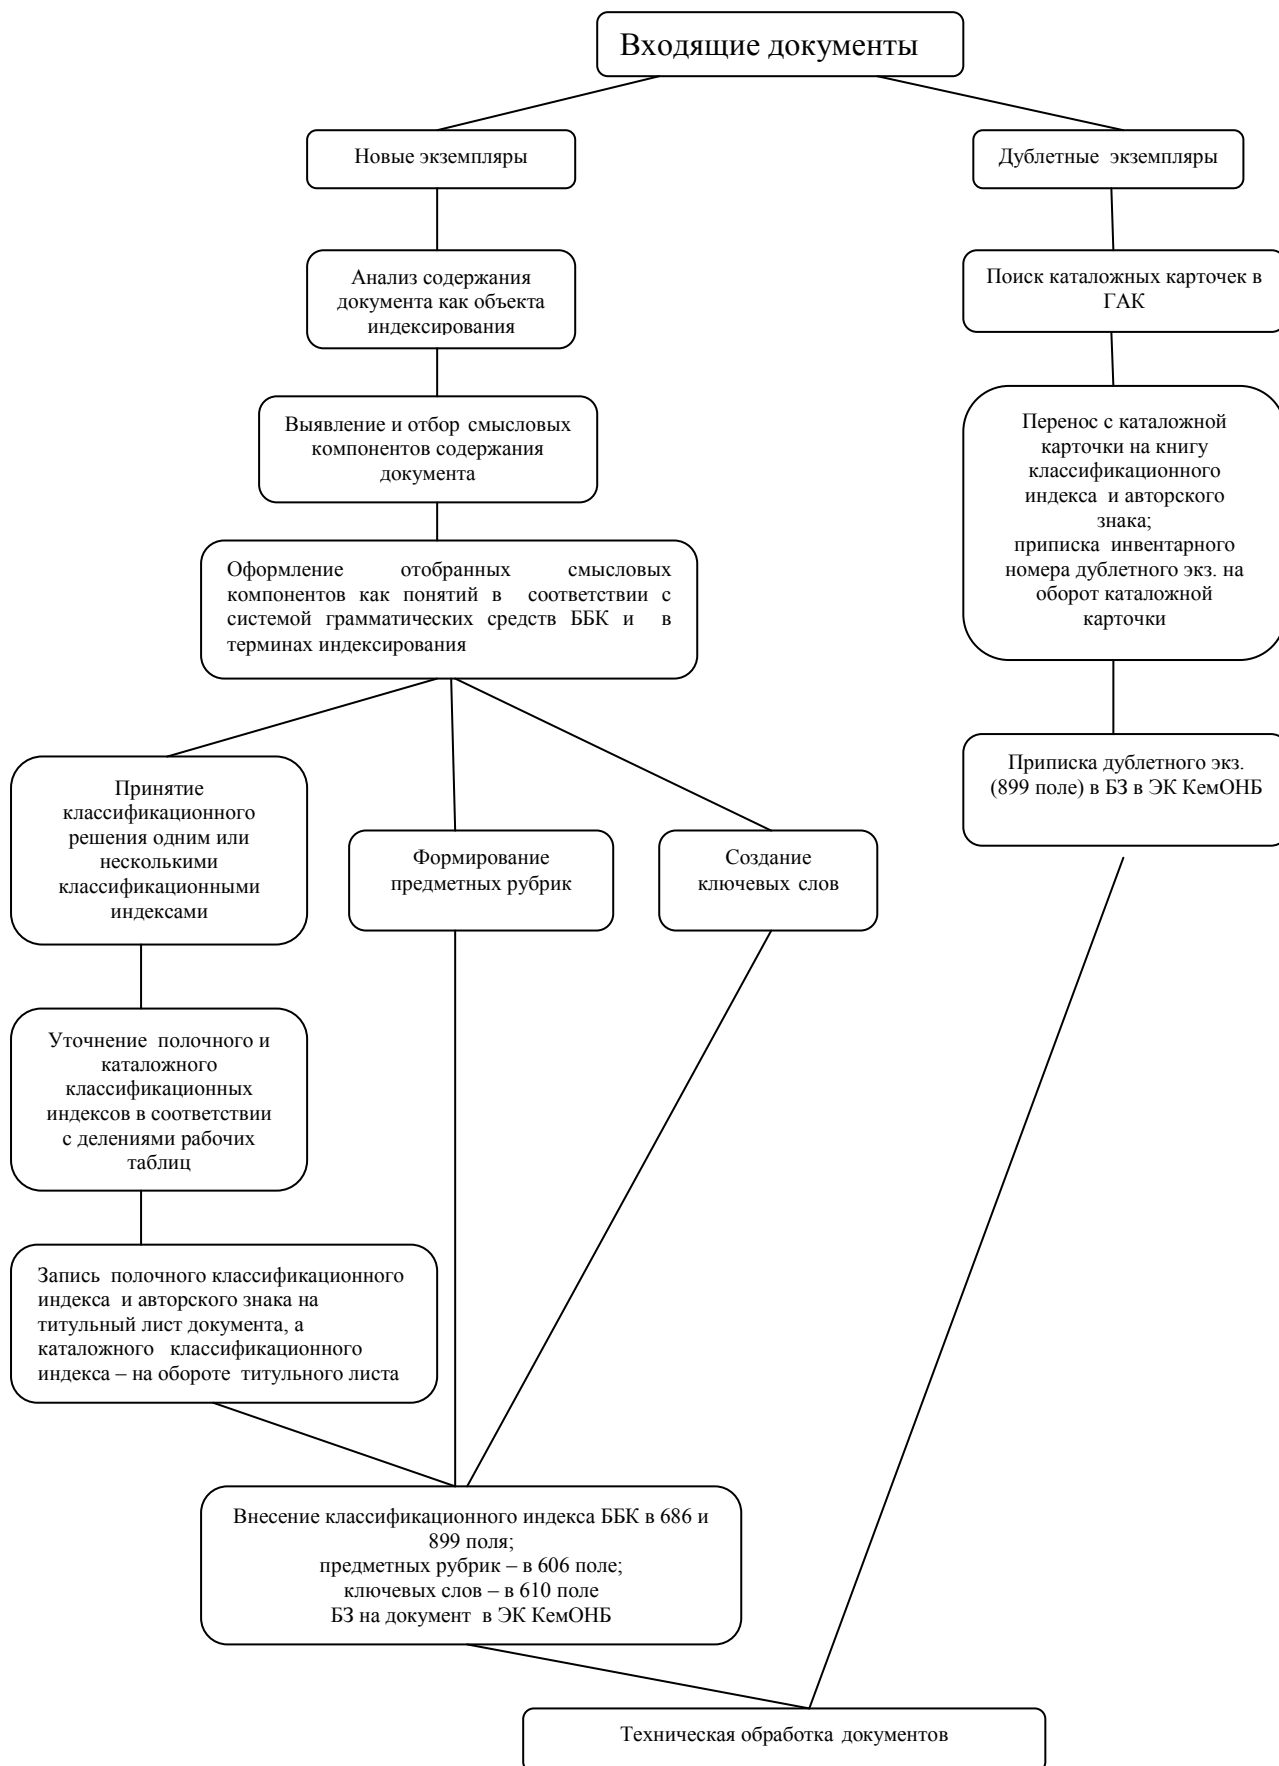 Входящие документы
Новые экземпляры
Дублетные экземпляры
Анализ содержания
документа как объекта
индексирования
Поиск каталожных карточек в
ГАК
Выявление и отбор смысловых
компонентов содержания
документа
Перенос с каталожной
карточки на книгу
классификационного
индекса и авторского
знака;
приписка инвентарного
номера дублетного экз. на
оборот каталожной
карточки
Оформление отобранных смысловых
компонентов как понятий в соответствии с
системой грамматических средств ББК и в
терминах индексирования
Приписка дублетного экз.
(899 поле) в БЗ в ЭК КемОНБ
Принятие
классификационного
решения одним или
несколькими
классификационными
индексами
Формирование
предметных рубрик
Создание
ключевых слов
Уточнение полочного и
каталожного
классификационных
индексов в соответствии
с делениями рабочих
таблиц
Запись полочного классификационного
индекса и авторского знака на
титульный лист документа, а
каталожного классификационного
индекса – на обороте титульного листа
Внесение классификационного индекса ББК в 686 и
899 поля;
предметных рубрик – в 606 поле;
ключевых слов – в 610 поле
БЗ на документ в ЭК КемОНБ
Техническая обработка документов